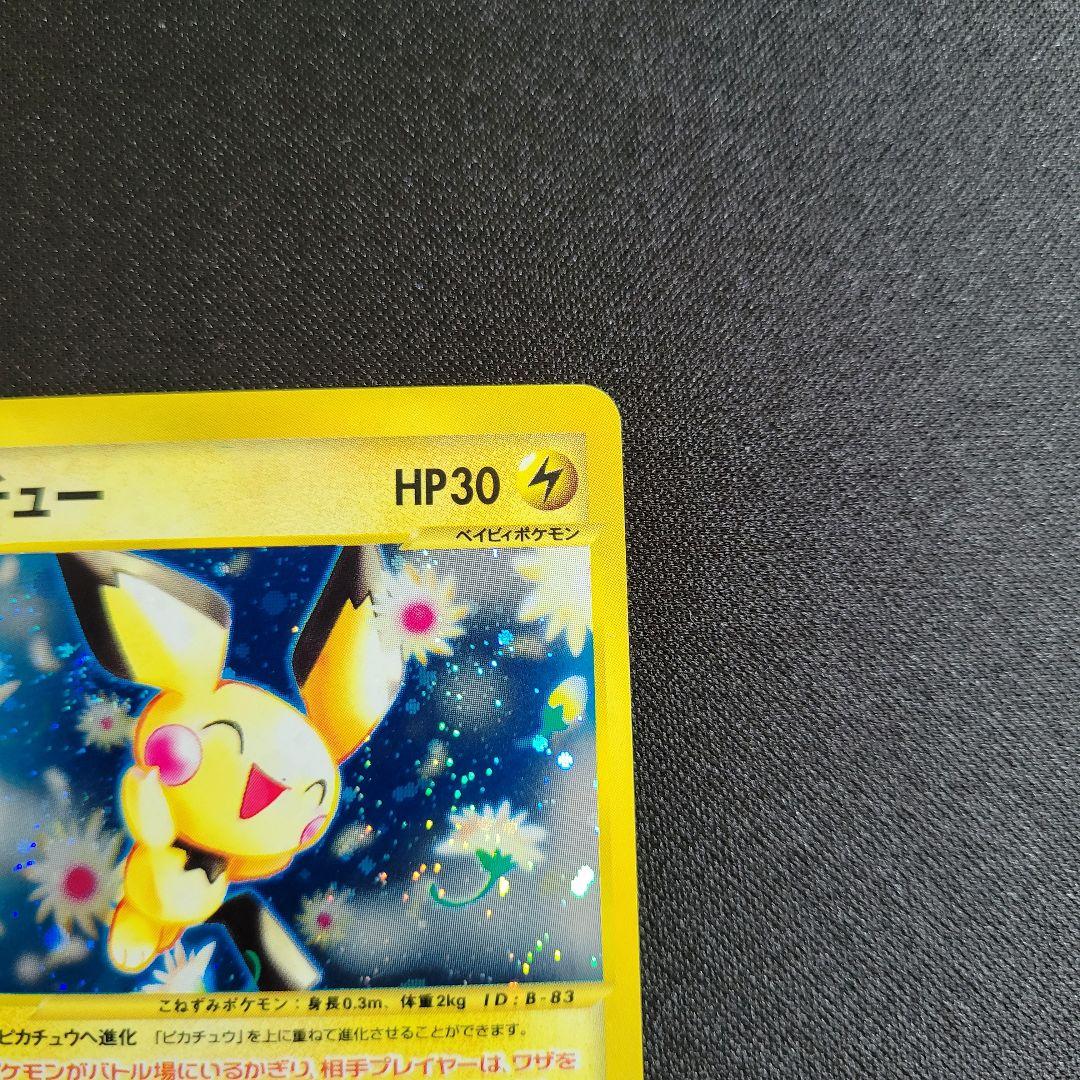 チュー HP30
ベイビィポケモン
こねずみポケモン：身長0.3m、体重2kg ID：B-83
ピカチュウへ進化 「ピカチュウ」を上に重ねて進化させることができます。
ケモンがバトル場にいるかぎり、相手プレイヤーは、ワザを